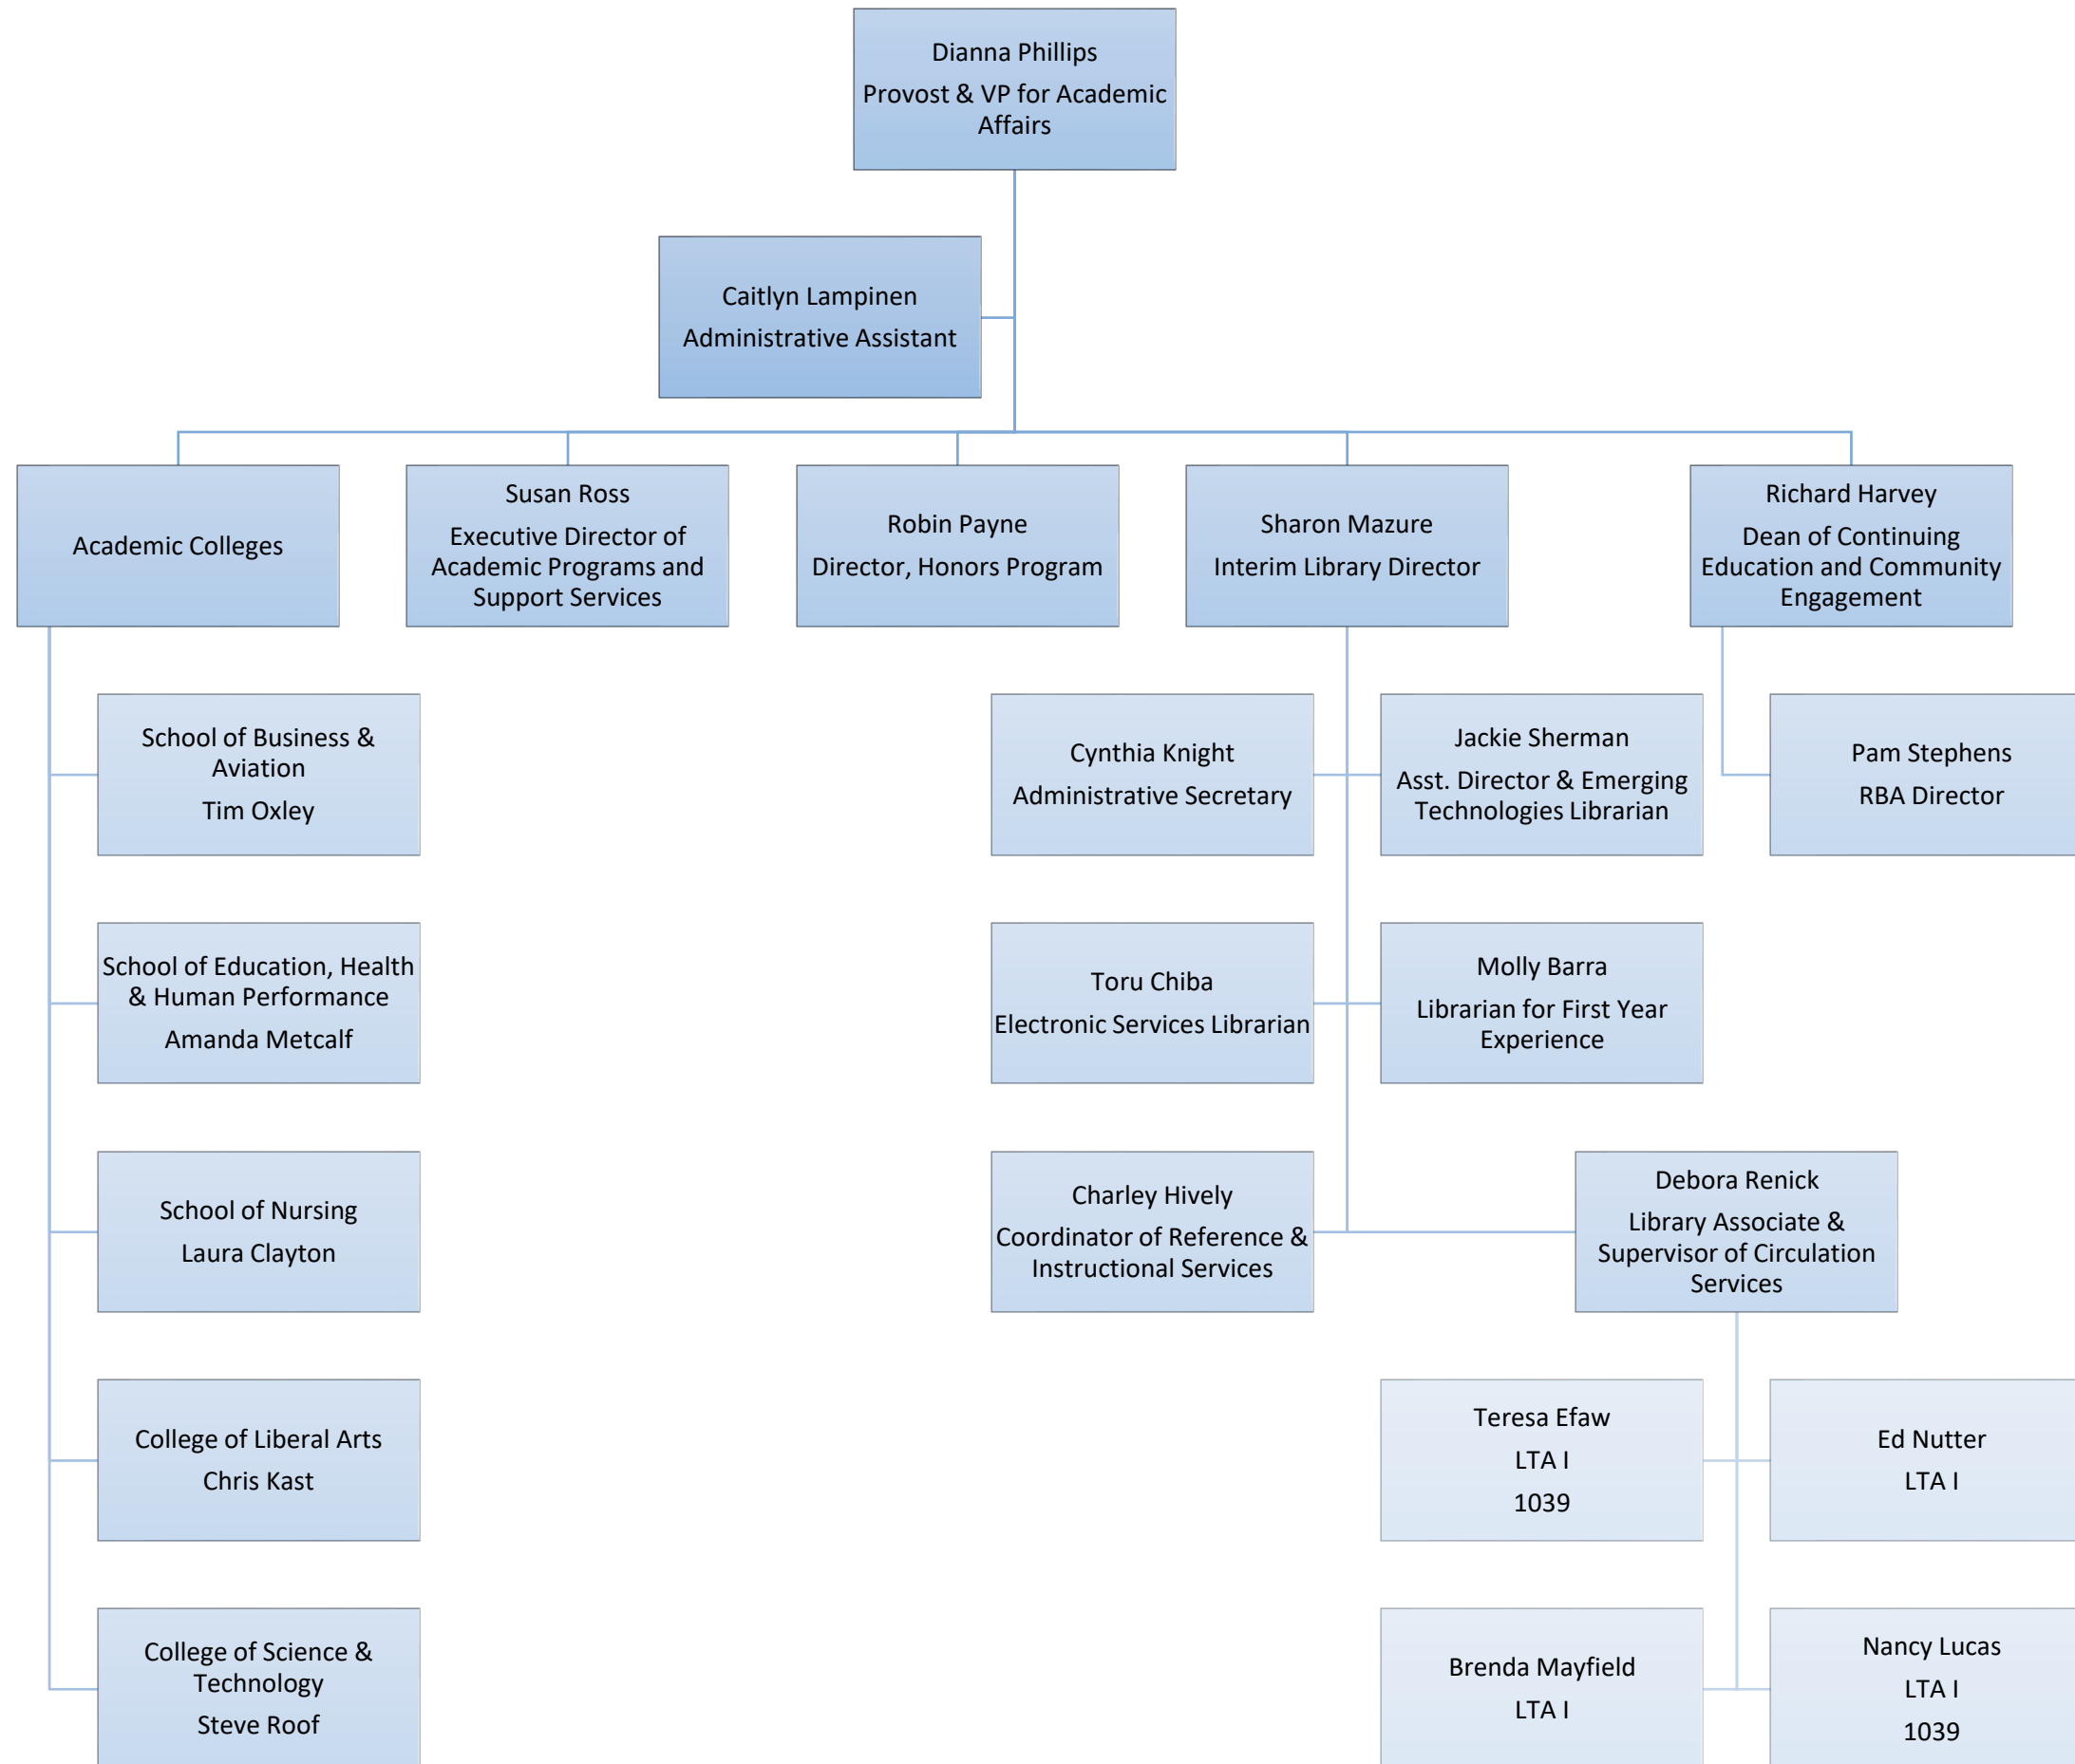 Dianna Phillips
Provost & VP for Academic
Affairs
Caitlyn Lampinen
Administrative Assistant
Academic Colleges
Susan Ross
Executive Director of
Academic Programs and
Support Services
Robin Payne
Director, Honors Program
Sharon Mazure
Interim Library Director
Richard Harvey
Dean of Continuing
Education and Community
Engagement
School of Business &
Aviation
Tim Oxley
Cynthia Knight
Administrative Secretary
Jackie Sherman
Asst. Director & Emerging
Technologies Librarian
Pam Stephens
RBA Director
School of Education, Health
& Human Performance
Amanda Metcalf
Toru Chiba
Electronic Services Librarian
Molly Barra
Librarian for First Year
Experience
School of Nursing
Laura Clayton
Charley Hively
Coordinator of Reference &
Instructional Services
Debora Renick
Library Associate &
Supervisor of Circulation
Services
College of Liberal Arts
Chris Kast
Teresa Efaw
LTA I
1039
Ed Nutter
LTA I
College of Science &
Technology
Steve Roof
Brenda Mayfield
LTA I
Nancy Lucas
LTA I
1039